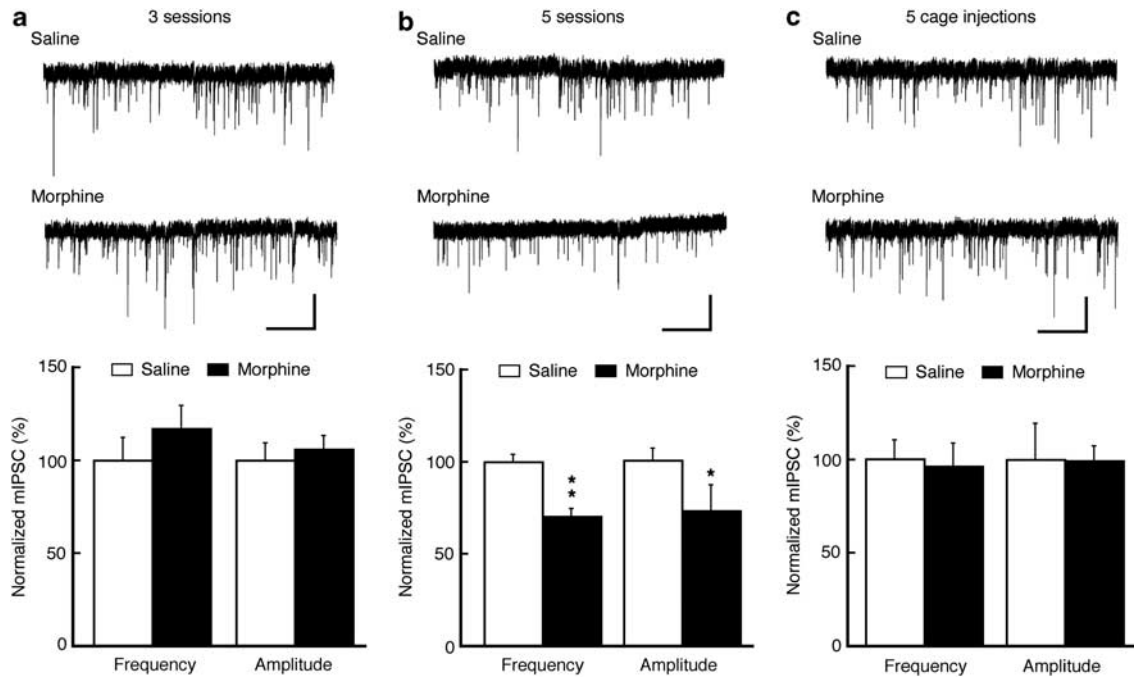 a 3 sessions
Saline
Morphine
150
100
50
0
Normalized mIPSC (%)
Saline Morphine
Frequency Amplitude
b 5 sessions
Saline
Morphine
150
100
50
0
Normalized mIPSC (%)
Saline Morphine
**
*
Frequency Amplitude
c 5 cage injections
Saline
Morphine
150
100
50
0
Normalized mIPSC (%)
Saline Morphine
Frequency Amplitude